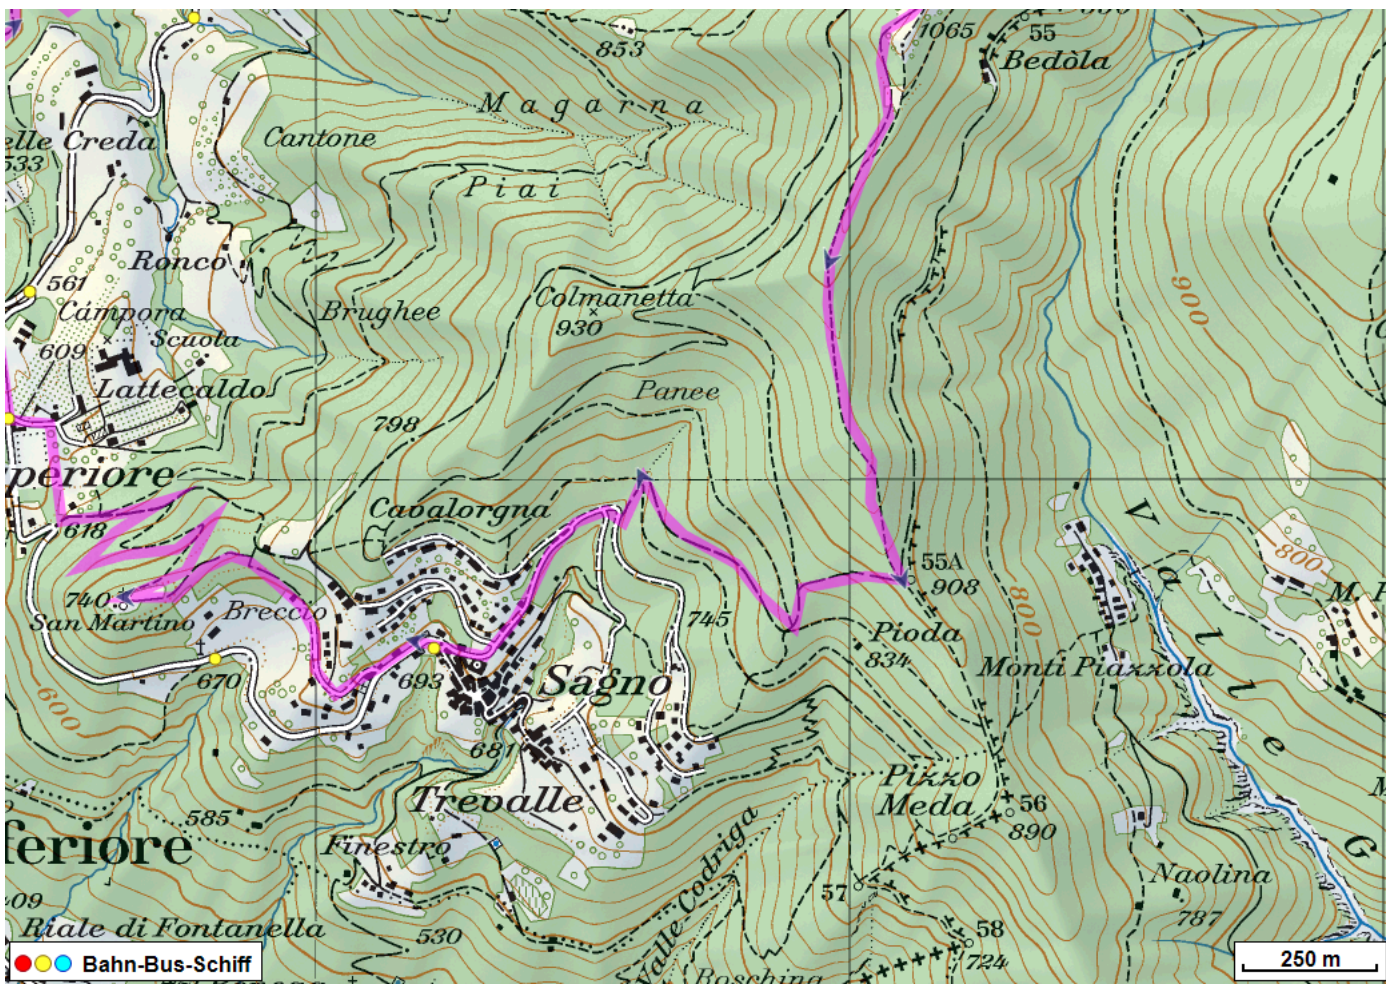 1065
55
Bedòla
853
Magarna
elle Creda
533
Cantone
Piai
Ronco
561
Cámpora
Scuola
609
Brughee
Colmanetta
930
900
Lattecaldo
Panee
798
periore
618
Cavalorgna
Valle
G
55A
908
800
740
San Martino
Breccio
745
Pioda
834
800
M. P
Monti Piazzola
670
693
Sagno
600
681
Pizzo
Meda
56
890
Trevalle
585
feriore
Finestro
Valle Codriga
57
Naolina
787
09
Riale di Fontanella
530
58
724
Boschina
Bahn-Bus-Schiff
250 m